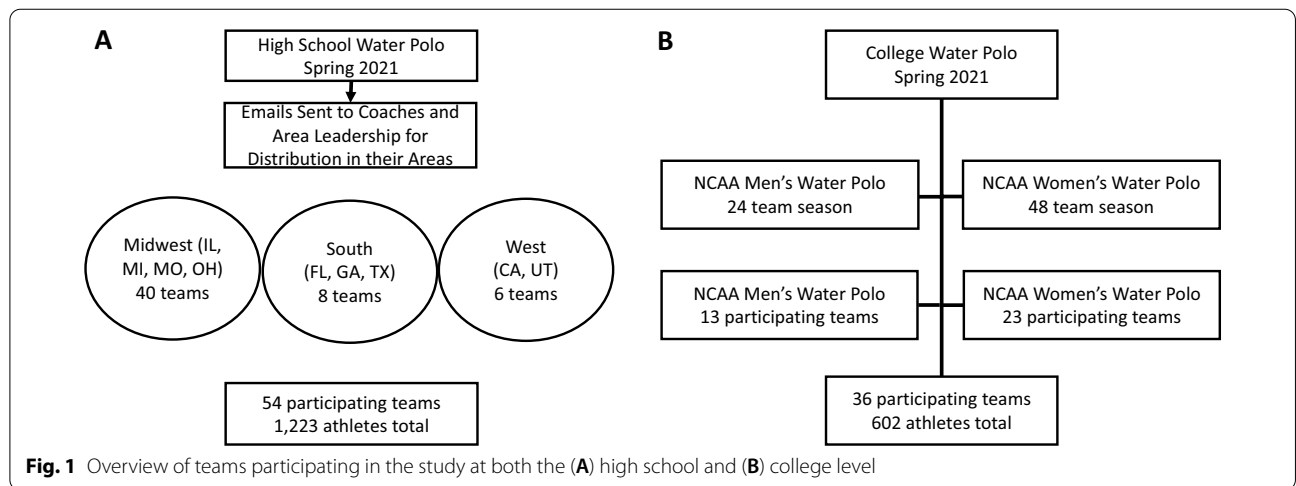 A
High School Water Polo
Spring 2021
Emails Sent to Coaches and
Area Leadership for
Distribution in their Areas
Midwest (IL,
MI, MO, OH)
40 teams
South
(FL, GA, TX)
8 teams
West
(CA, UT)
6 teams
54 participating teams
1,223 athletes total
B
College Water Polo
Spring 2021
NCAA Men's Water Polo
24 team season
NCAA Women's Water Polo
48 team season
NCAA Men's Water Polo
13 participating teams
NCAA Women's Water Polo
23 participating teams
36 participating teams
602 athletes total
Fig. 1 Overview of teams participating in the study at both the (A) high school and (B) college level